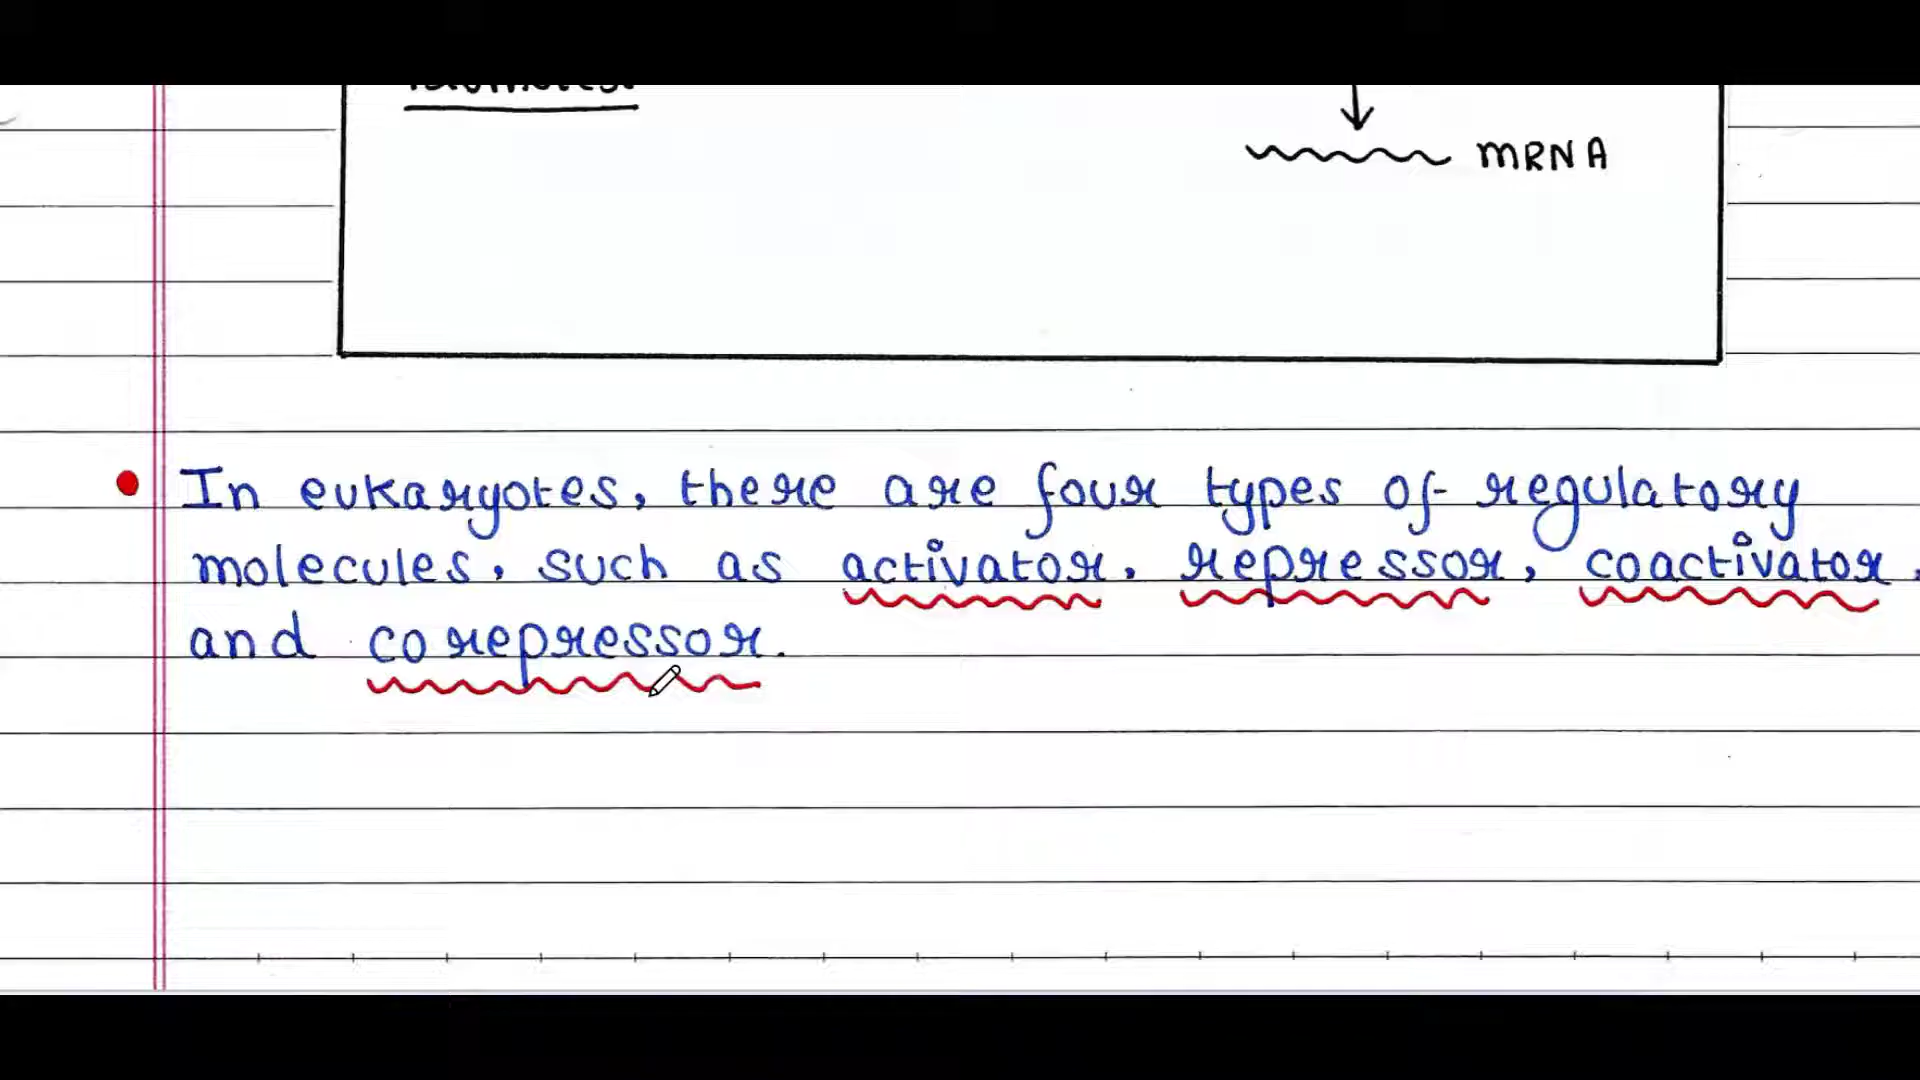 mRNA
In eukaryotes, there are four types of regulatory
molecules, such as activator, repressor, coactivator,
and corepressor.